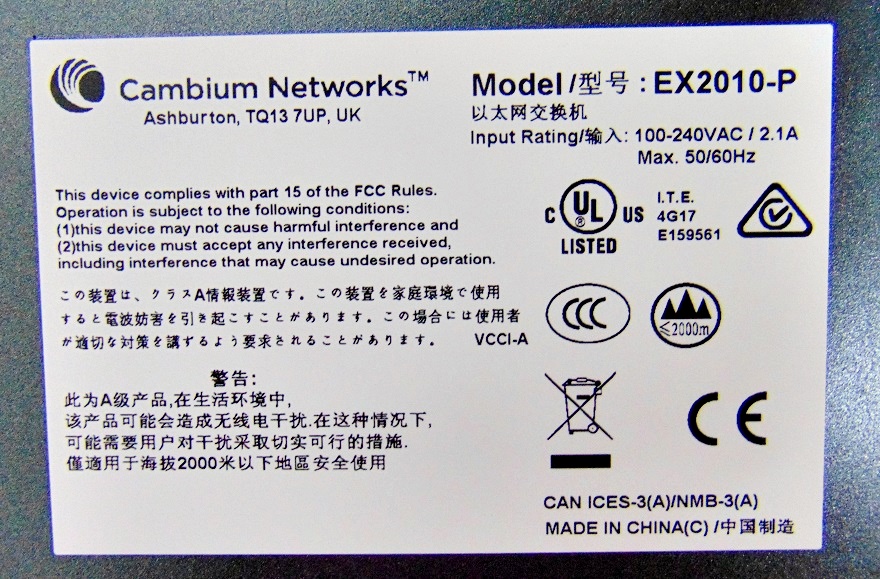 Cambium Networks™
Ashburton, TQ13 7UP, UK
Model /型号 : EX2010-P
以太网交换机
Input Rating/输入: 100-240VAC / 2.1A
Max. 50/60Hz
This device complies with part 15 of the FCC Rules.
Operation is subject to the following conditions:
(1)this device may not cause harmful interference and
(2)this device must accept any interference received,
including interference that may cause undesired operation.
C UL ® US
LISTED
I.T.E.
4G17
E159561
この装置は、クラスA情報装置です。この装置を家庭環境で使用
すると電波妨害を引き起こすことがあります。この場合には使用者
が適切な対策を講ずるよう要求されることがあります。 VCCI-A
CCC
≤2000m
警告:
此为A级产品,在生活环境中,
该产品可能会造成无线电干扰.在这种情况下,
可能需要用户对干扰采取切实可行的措施.
僅適用于海拔2000米以下地區安全使用
CE
CAN ICES-3(A)/NMB-3(A)
MADE IN CHINA(C) /中国制造